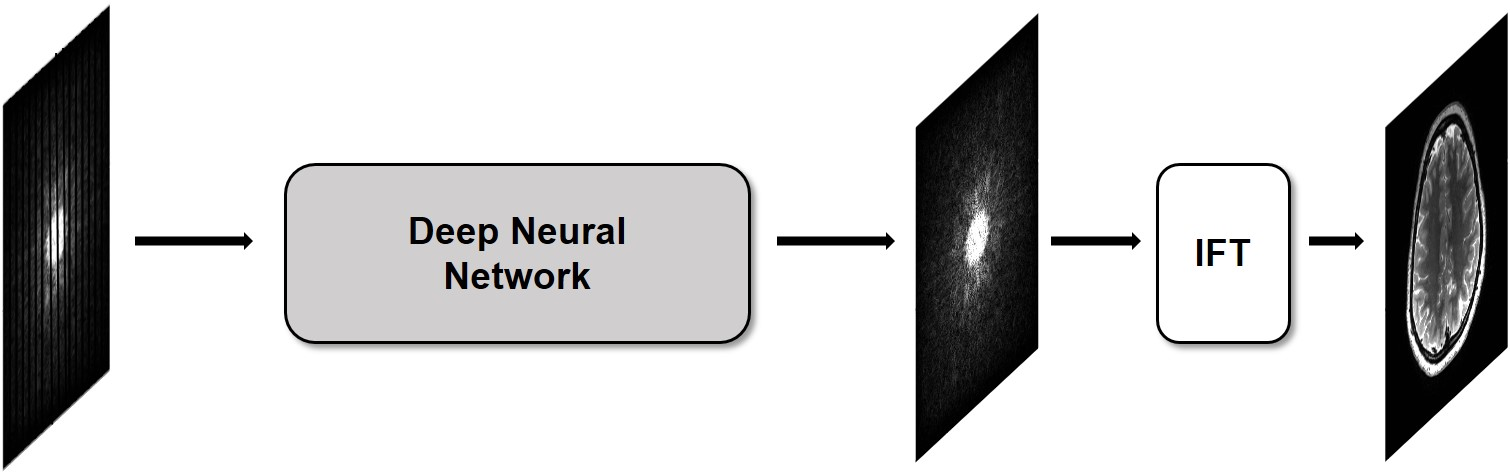 Deep Neural
Network
IFT